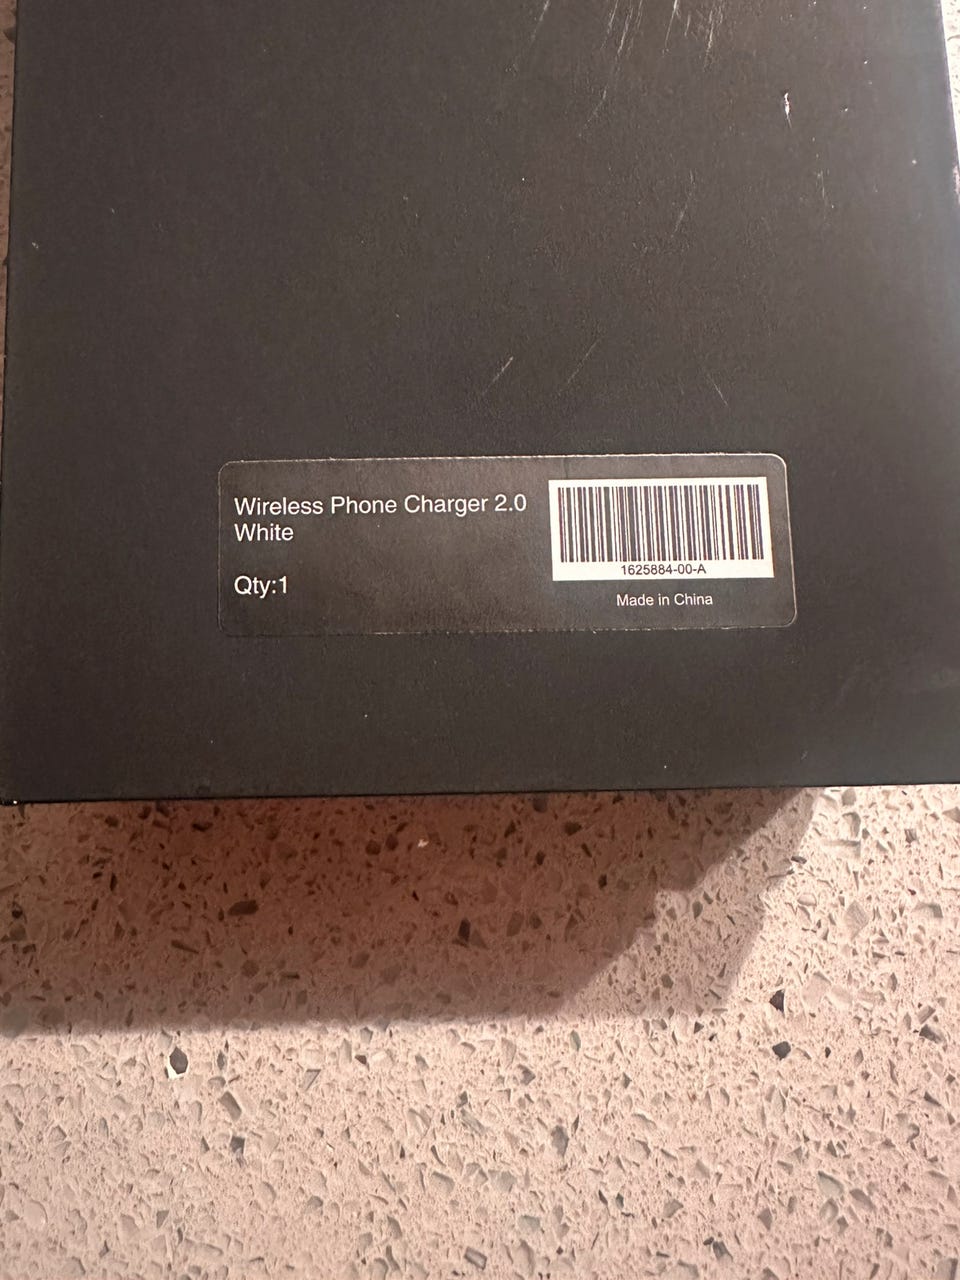 Wireless Phone Charger 2.0
White
Qty:1
1625884-00-A
Made in China